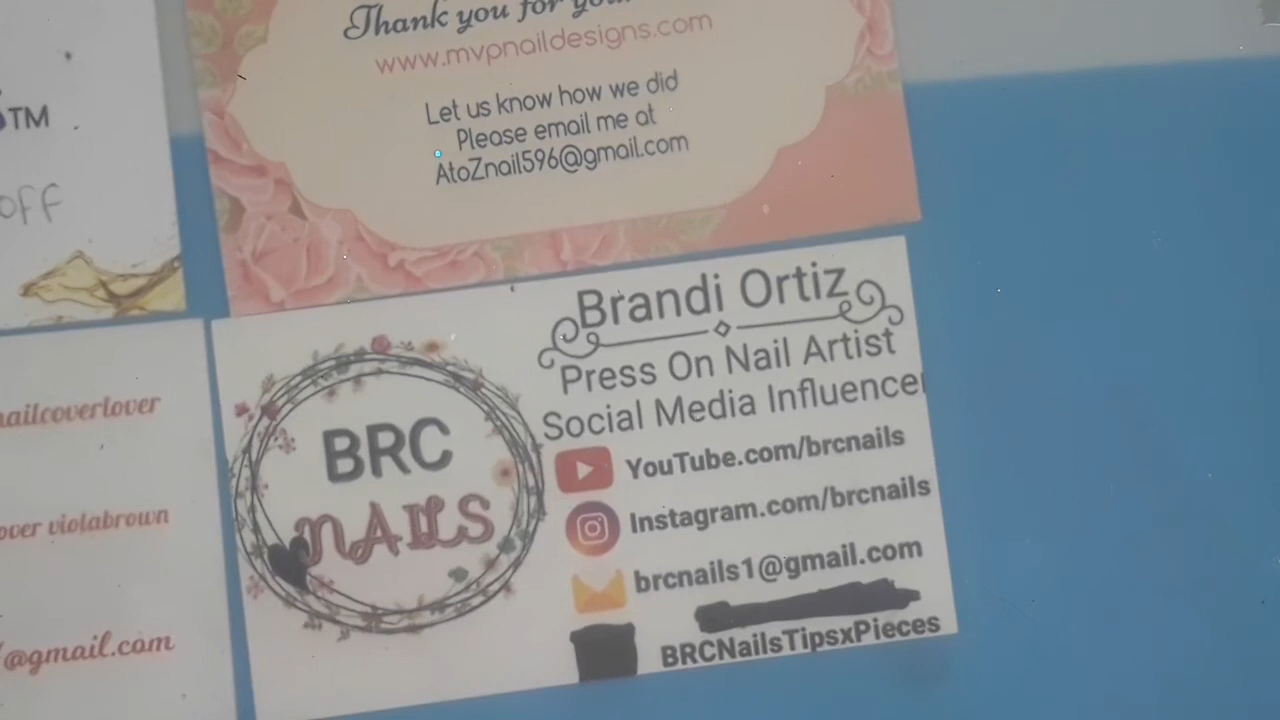 Thank you for
www.mvpnaildesigns.com
Let us know how we did
Please email me at
AtoZnail596@gmail.com
TM
OFF
nailcoverlover
over violabrown
@gmail.com
BRC
NAILS
Brandi Ortiz
Press On Nail Artist
Social Media Influencer
YouTube.com/brcnails
Instagram.com/brcnails
brcnails1@gmail.com
BRCNailsTipsxPieces